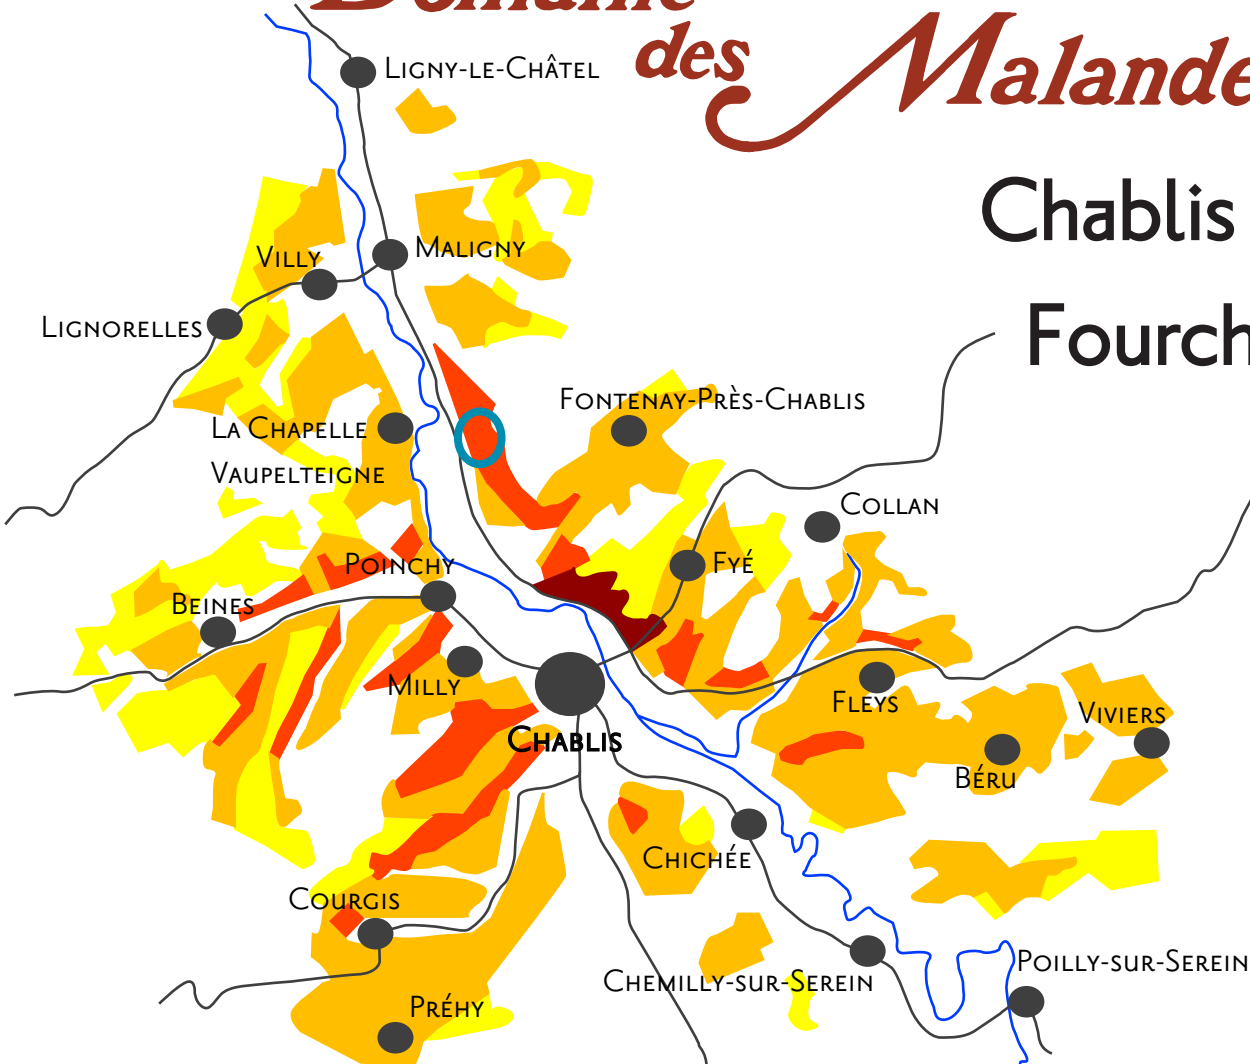 Domaine
des Malande
Chablis
Fourch
LIGNY-LE-CHÂTEL
MALIGNY
VILLY
LIGNORELLES
FONTENAY-PRÈS-CHABLIS
LA CHAPELLE
VAUPELTEIGNE
COLLAN
POINCHY
FYÉ
BEINES
MILLY
FLEYS
VIVIERS
CHABLIS
BÉRU
CHICHÉE
COURGIS
POILLY-SUR-SEREIN
CHEMILLY-SUR-SEREIN
PRÉHY